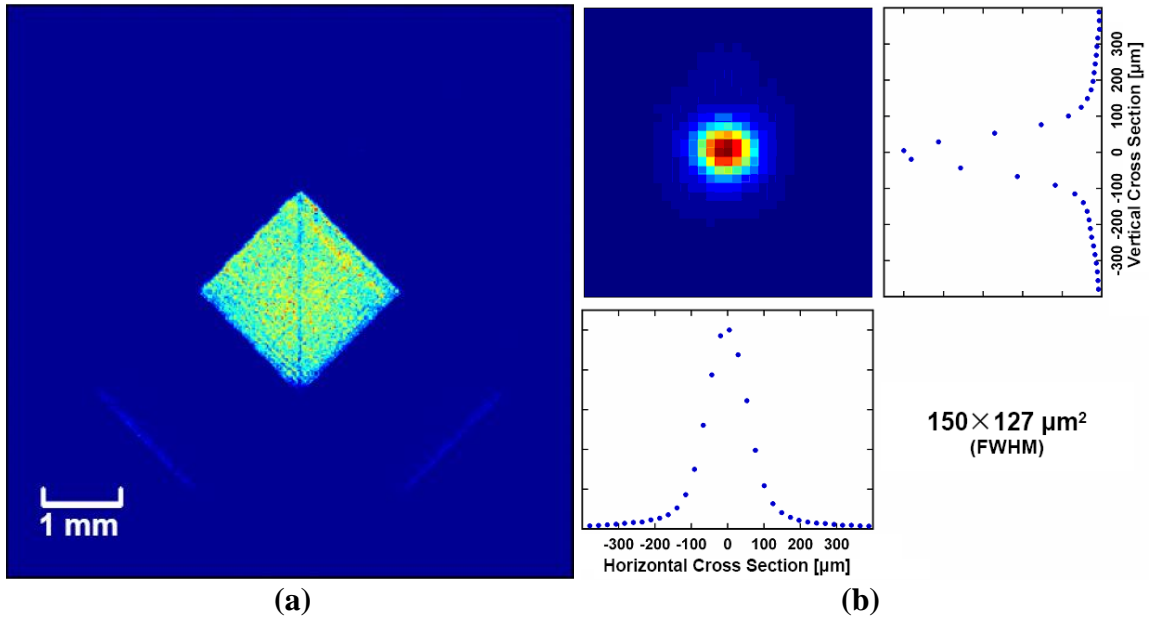 1 mm
(a)
300
200
100
0
-100
-200
-300
Vertical Cross Section [µm]
-300 -200 -100 0 100 200 300
Horizontal Cross Section [µm]
150×127 µm²
(FWHM)
(b)